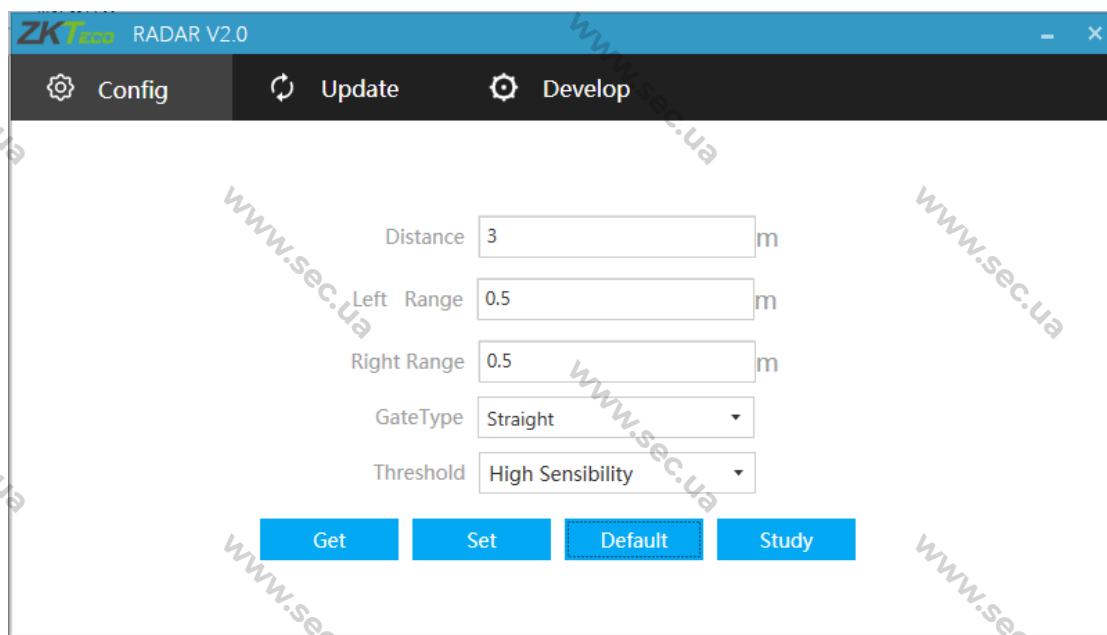 ZKTeco RADAR V2.0
Config Update Develop
Distance 3 m
Left Range 0.5 m
Right Range 0.5 m
GateType Straight
Threshold High Sensibility
Get Set Default Study
www.sec.ua
www.sec.ua
www.sec.ua
www.sec.ua